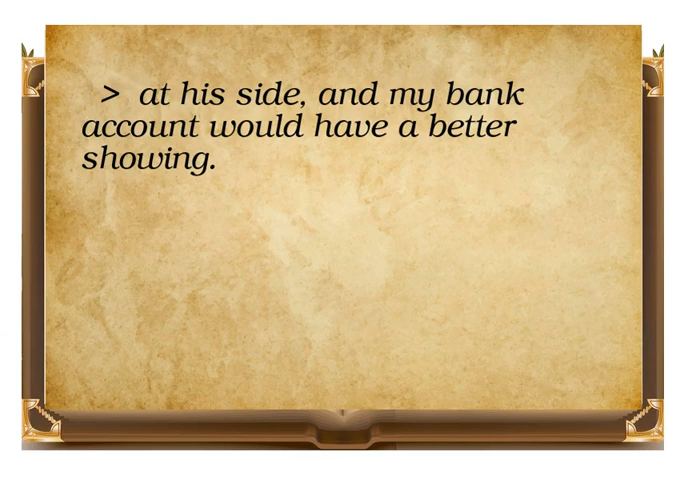 > at his side, and my bank
account would have a better
showing.